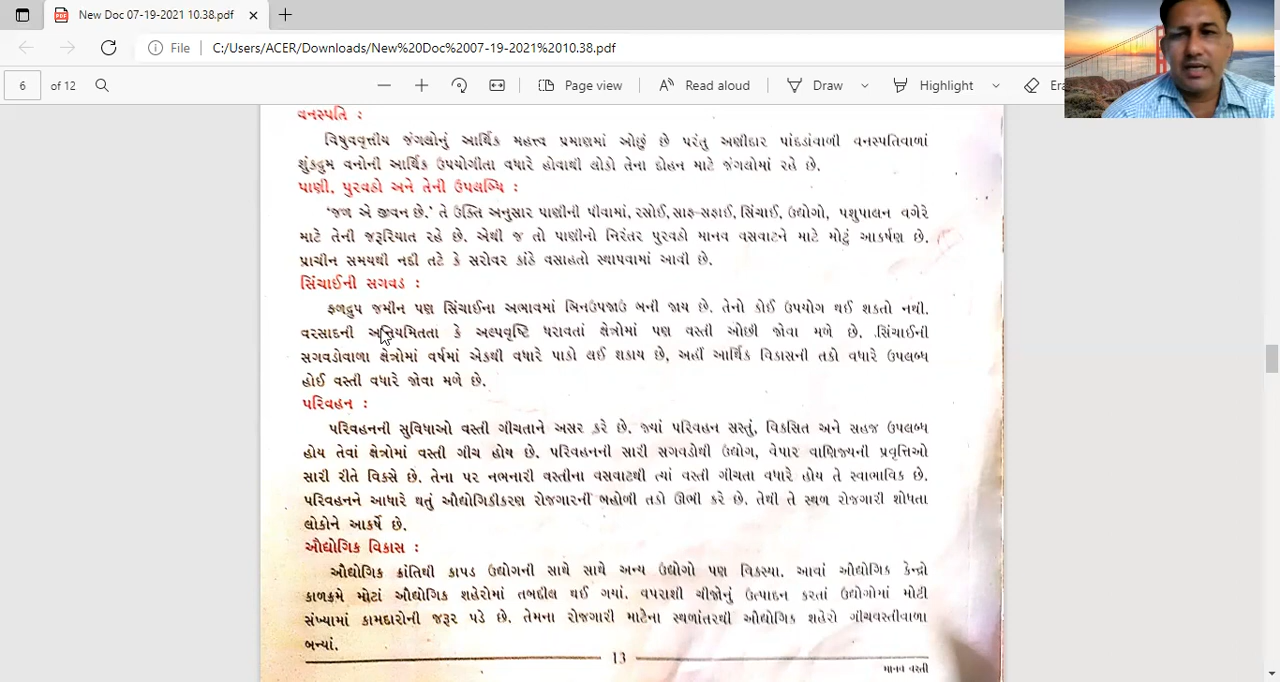 New Doc 07-19-2021 10.38.pdf
File C:/Users/ACER/Downloads/New%20Doc%2007-19-2021%2010.38.pdf
6 of 12 Page view Read aloud Draw Highlight Era
વનસ્પતિ :
વિષુવવૃત્તીય જંગલોનું આર્થિક મહત્ત્વ પ્રમાણમાં ઓછું છે પરંતુ અણીદાર પાંદડાંવાળી વનસ્પતિવાળાં
શુંકદ્રુમ વનોની આર્થિક ઉપયોગીતા વધારે હોવાથી લોકો તેના દોહન માટે જંગલોમાં રહે છે.
પાણી, પુરવઠો અને તેની ઉપલબ્ધિ :
'જળ એ જીવન છે.' તે ઉક્તિ અનુસાર પાણીની પીવામાં, રસોઈ, સાફ-સફાઈ, સિંચાઈ, ઉદ્યોગો, પશુપાલન વગેરે
માટે તેની જરૂરિયાત રહે છે. એથી જ તો પાણીનો નિરંતર પુરવઠો માનવ વસવાટને માટે મોટું આકર્ષણ છે.
પ્રાચીન સમયથી નદી તટે કે સરોવર કાંઠે વસાહતો સ્થાપવામાં આવી છે.
સિંચાઈની સગવડ :
ફળદ્રુપ જમીન પણ સિંચાઈના અભાવમાં બિનઉપજાઉ બની જાય છે. તેનો કોઈ ઉપયોગ થઈ શકતો નથી.
વરસાદની અનિયમિતતા કે અલ્પવૃષ્ટિ ધરાવતાં ક્ષેત્રોમાં પણ વસ્તી ઓછી જોવા મળે છે. સિંચાઈની
સગવડોવાળા ક્ષેત્રોમાં વર્ષમાં એકથી વધારે પાકો લઈ શકાય છે, અહીં આર્થિક વિકાસની તકો વધારે ઉપલબ્ધ
હોઈ વસ્તી વધારે જોવા મળે છે.
પરિવહન :
પરિવહનની સુવિધાઓ વસ્તી ગીચતાને અસર કરે છે. જ્યાં પરિવહન સસ્તું, વિકસિત અને સહજ ઉપલબ્ધ
હોય તેવાં ક્ષેત્રોમાં વસ્તી ગીચ હોય છે. પરિવહનની સારી સગવડોથી ઉદ્યોગ, વેપાર વાણિજ્યની પ્રવૃત્તિઓ
સારી રીતે વિકસે છે. તેના પર નભનારી વસ્તીના વસવાટથી ત્યાં વસ્તી ગીચતા વધારે હોય તે સ્વાભાવિક છે.
પરિવહનને આધારે થતું ઔદ્યોગિકીકરણ રોજગારની બહોળી તકો ઊભી કરે છે. તેથી તે સ્થળ રોજગારી શોધતા
લોકોને આકર્ષે છે.
ઔદ્યોગિક વિકાસ :
ઔદ્યોગિક ક્રાંતિથી કાપડ ઉદ્યોગની સાથે સાથે અન્ય ઉદ્યોગો પણ વિકસ્યા. આવાં ઔદ્યોગિક કેન્દ્રો
કાળક્રમે મોટાં ઔદ્યોગિક શહેરોમાં તબદીલ થઈ ગયાં. વપરાશી ચીજોનું ઉત્પાદન કરતાં ઉદ્યોગોમાં મોટી
સંખ્યામાં કામદારોની જરૂર પડે છે. તેમના રોજગારી માટેના સ્થળાંતરથી ઔદ્યોગિક શહેરો ગીચવસ્તીવાળા
બન્યાં.
13
માનવ વસ્તી